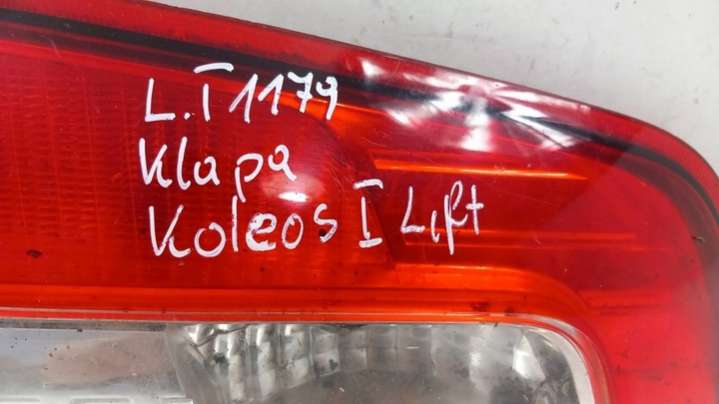 L.T 1179
Klapa
Koleos I Lift